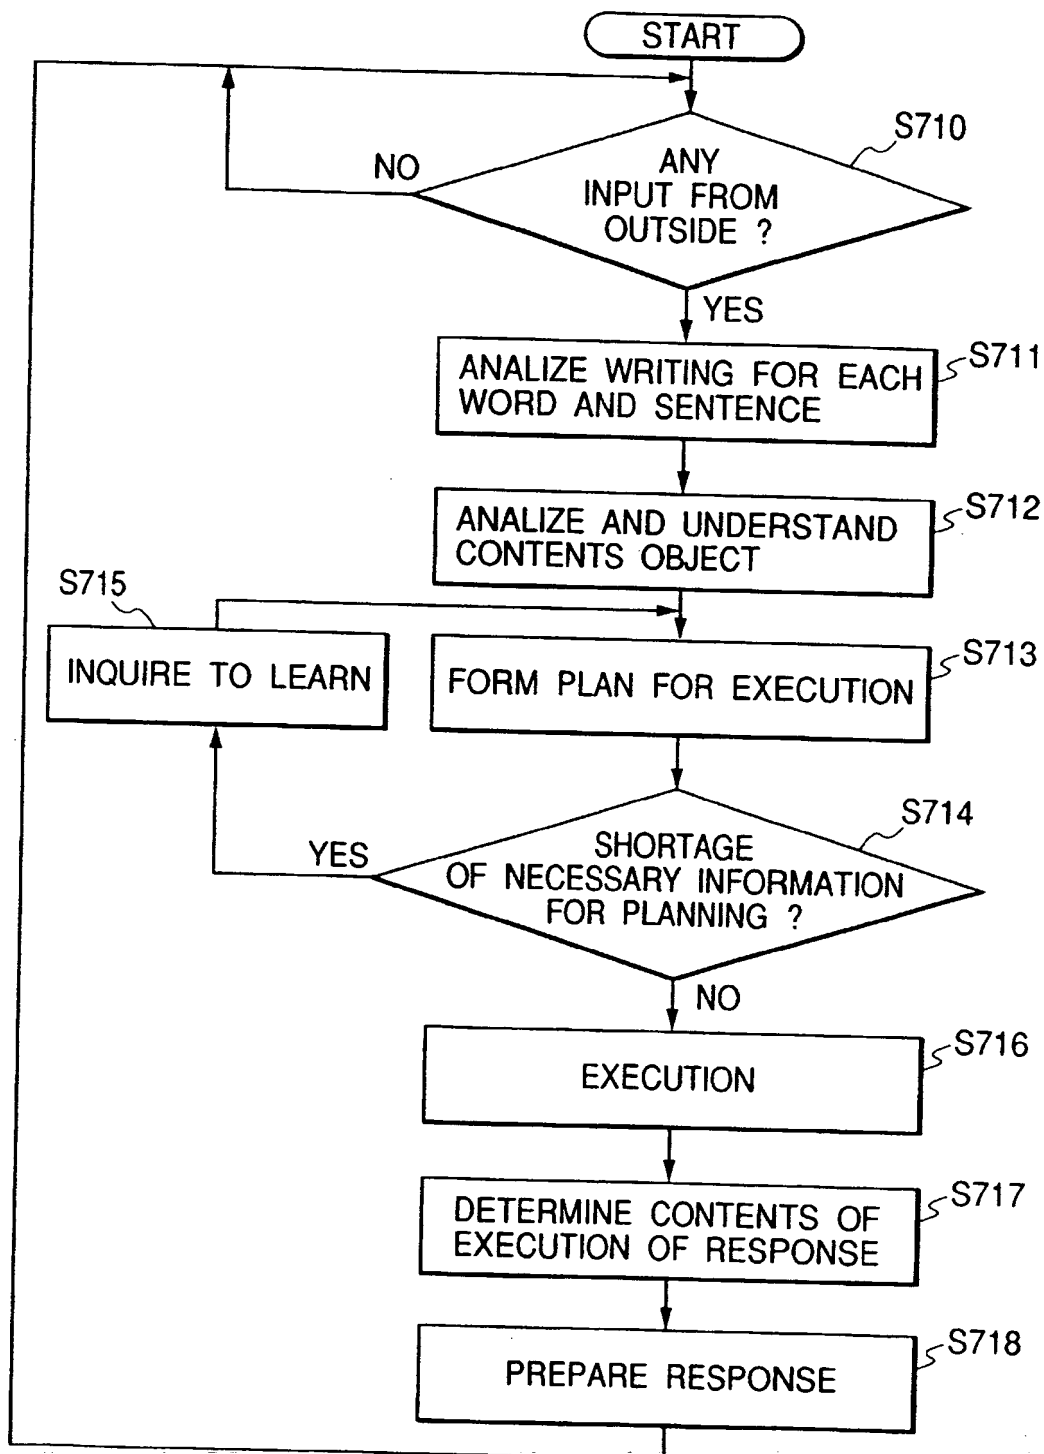 START
S710
NO
ANY
INPUT FROM
OUTSIDE ?
YES
S711
ANALIZE WRITING FOR EACH
WORD AND SENTENCE
S712
ANALIZE AND UNDERSTAND
CONTENTS OBJECT
S715
INQUIRE TO LEARN
S713
FORM PLAN FOR EXECUTION
S714
YES
SHORTAGE
OF NECESSARY INFORMATION
FOR PLANNING ?
NO
S716
EXECUTION
S717
DETERMINE CONTENTS OF
EXECUTION OF RESPONSE
S718
PREPARE RESPONSE